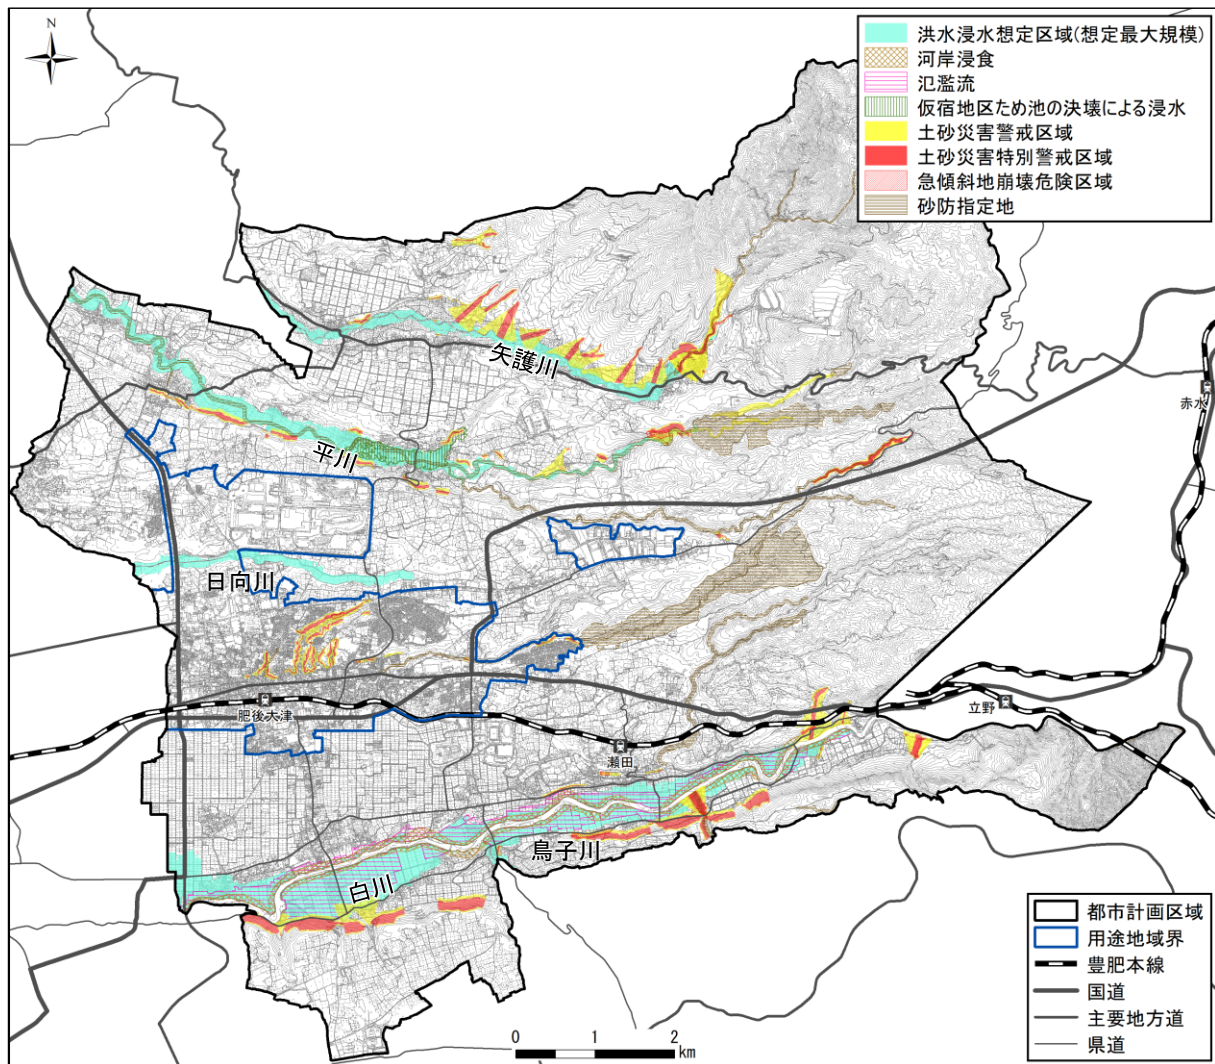 N
洪水浸水想定区域(想定最大規模)
河岸浸食
氾濫流
仮宿地区ため池の決壊による浸水
土砂災害警戒区域
土砂災害特別警戒区域
急傾斜地崩壊危険区域
砂防指定地
矢護川
赤水
平川
日向川
肥後大津
立野
瀬田
鳥子川
白川
都市計画区域
用途地域界
豊肥本線
国道
主要地方道
県道
0 1 2
km